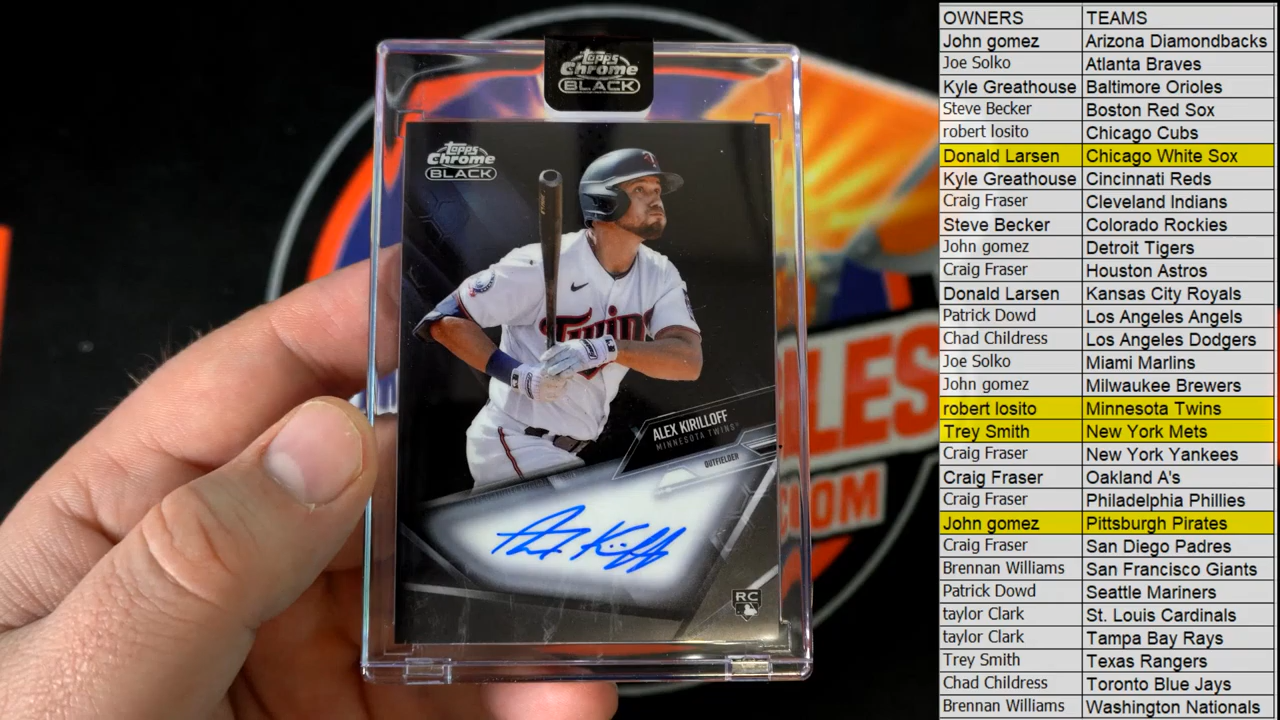 Topps
Chrome
BLACK
Topps
Chrome
BLACK
Twins
ALEX KIRILLOFF
MINNESOTA TWINS
OUTFIELDER
RC
LES
.COM
OWNERS TEAMS
John gomez Arizona Diamondbacks
Joe Solko Atlanta Braves
Kyle Greathouse Baltimore Orioles
Steve Becker Boston Red Sox
robert losito Chicago Cubs
Donald Larsen Chicago White Sox
Kyle Greathouse Cincinnati Reds
Craig Fraser Cleveland Indians
Steve Becker Colorado Rockies
John gomez Detroit Tigers
Craig Fraser Houston Astros
Donald Larsen Kansas City Royals
Patrick Dowd Los Angeles Angels
Chad Childress Los Angeles Dodgers
Joe Solko Miami Marlins
John gomez Milwaukee Brewers
robert losito Minnesota Twins
Trey Smith New York Mets
Craig Fraser New York Yankees
Craig Fraser Oakland A's
Craig Fraser Philadelphia Phillies
John gomez Pittsburgh Pirates
Craig Fraser San Diego Padres
Brennan Williams San Francisco Giants
Patrick Dowd Seattle Mariners
taylor Clark St. Louis Cardinals
taylor Clark Tampa Bay Rays
Trey Smith Texas Rangers
Chad Childress Toronto Blue Jays
Brennan Williams Washington Nationals